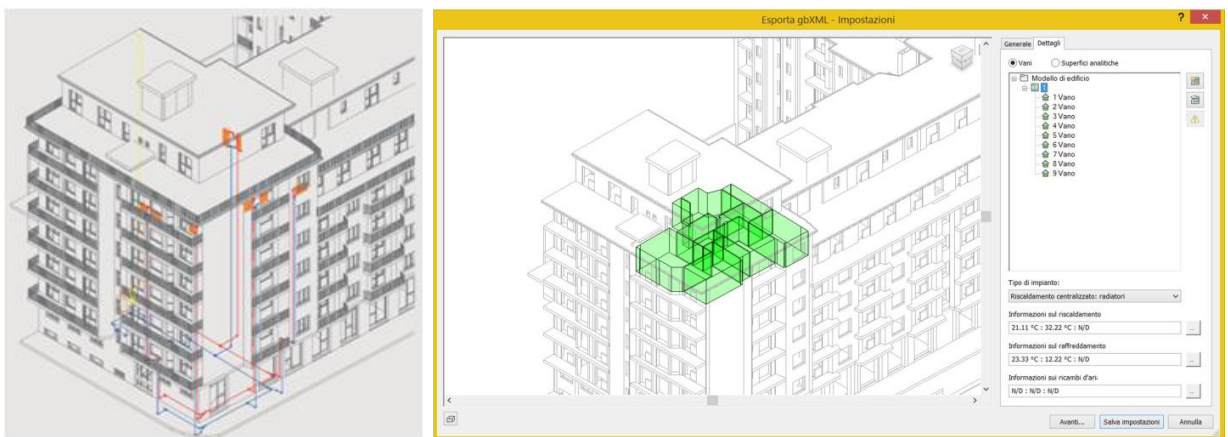 Esporta gbXML - Impostazioni
?
×
Generale Dettagli
Vani
Superfici analitiche
Modello di edificio
1
1 Vano
2 Vano
3 Vano
4 Vano
5 Vano
6 Vano
7 Vano
8 Vano
9 Vano
Tipo di impianto:
Riscaldamento centralizzato: radiatori
Informazioni sul riscaldamento
21.11 °C : 32.22 °C : N/D
...
Informazioni sul raffreddamento
23.33 °C : 12.22 °C : N/D
...
Informazioni sui ricambi d'ari:
N/D : N/D : N/D
...
Avanti...
Salva impostazioni
Annulla